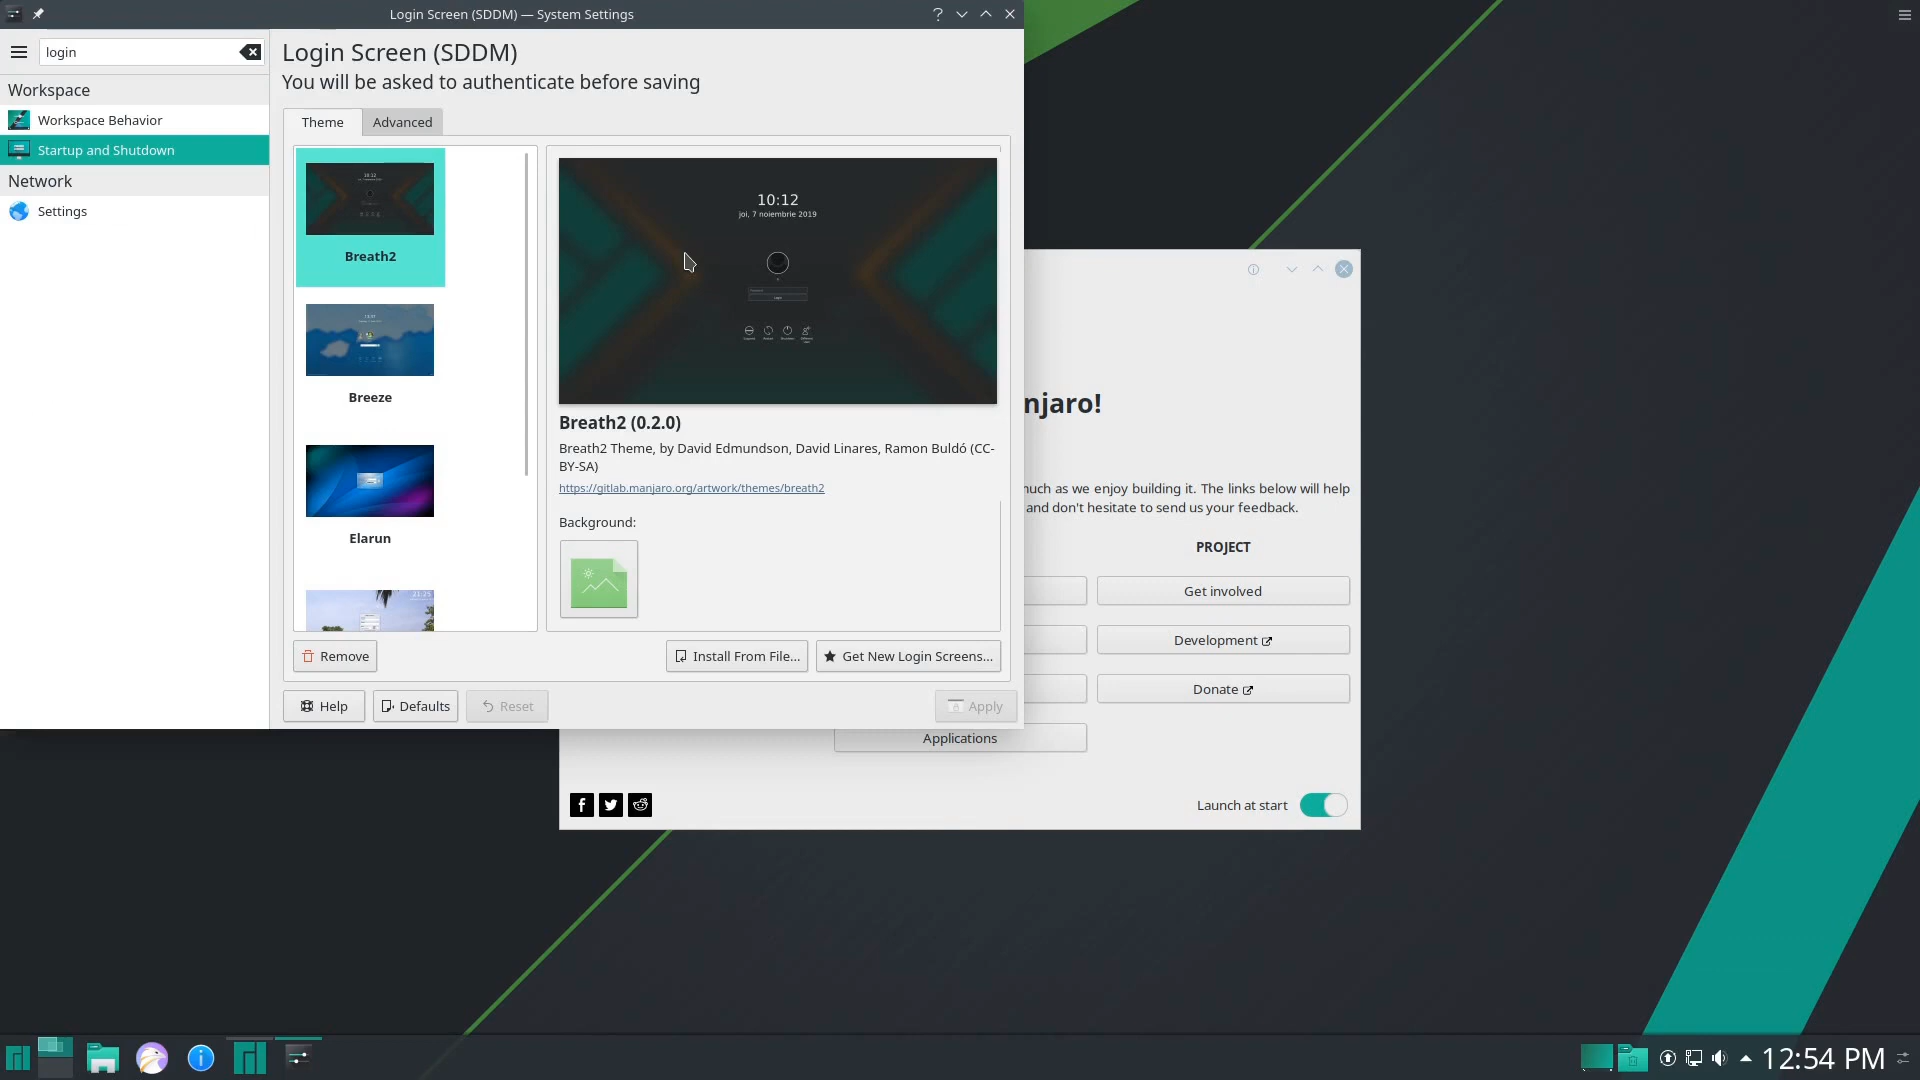 Login Screen (SDDM) — System Settings
login
Login Screen (SDDM)
You will be asked to authenticate before saving
Workspace
Workspace Behavior
Startup and Shutdown
Network
Settings
Theme
Advanced
Breath2
Breeze
Elarun
21:25
10:12
joi, 7 noiembrie 2019
Breath2 (0.2.0)
Breath2 Theme, by David Edmundson, David Linares, Ramon Buldó (CC-
BY-SA)
https://gitlab.manjaro.org/artwork/themes/breath2
Background:
Remove
Install From File...
Get New Login Screens...
Help
Defaults
Reset
Apply
njaro!
much as we enjoy building it. The links below will help
and don't hesitate to send us your feedback.
PROJECT
Get involved
Development
Donate
Applications
Launch at start
12:54 PM